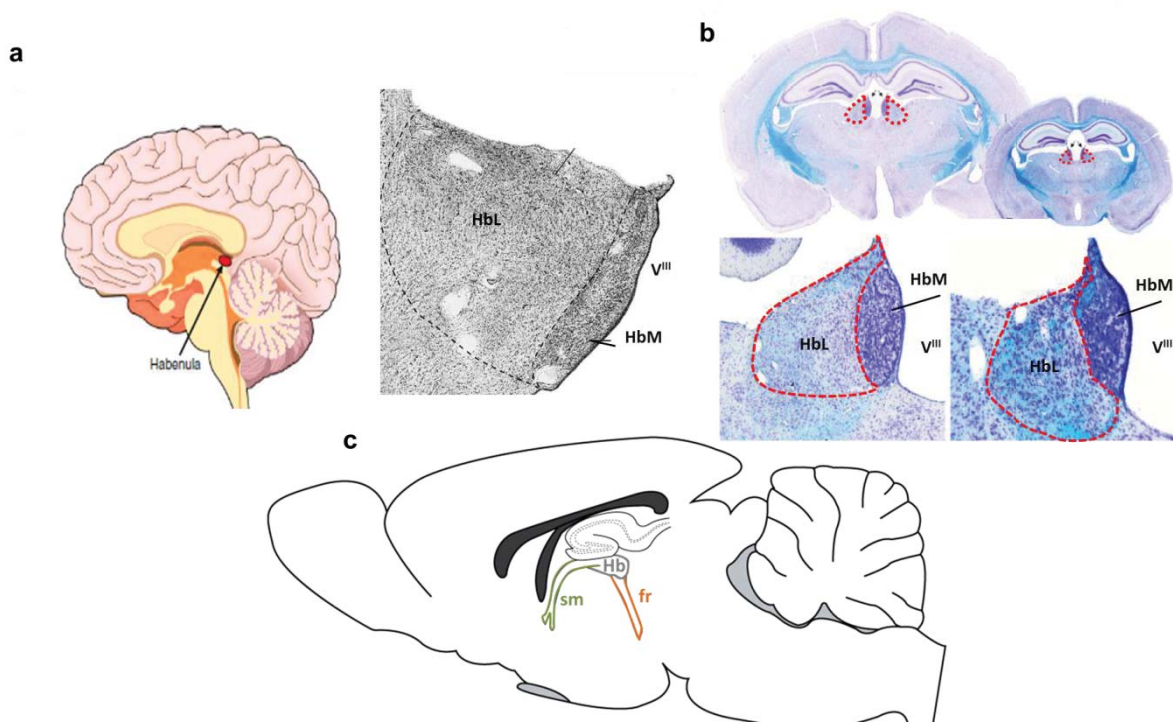 a
Habenula
HbL
V^III
HbM
b
HbL
HbM
V^III
HbL
HbM
V^III
c
Hb
sm
fr